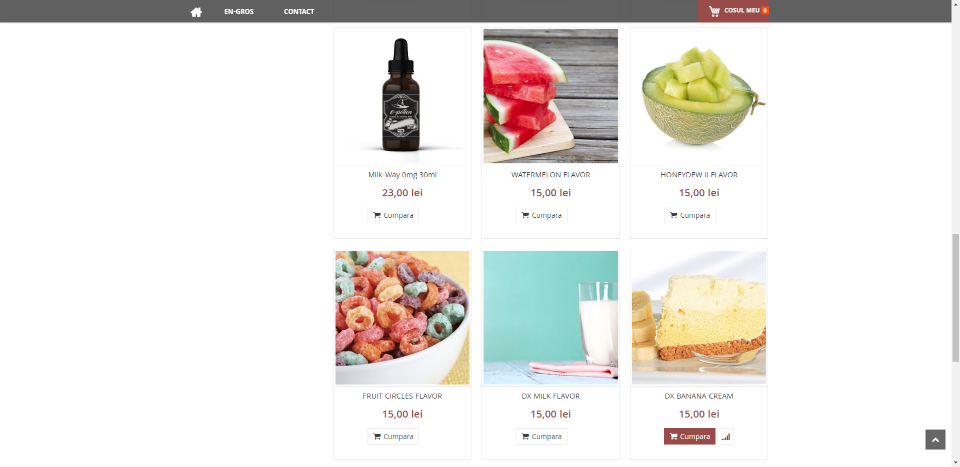 EN-GROS CONTACT COSUL MEU 0
e-potion
Milk-Way 0mg 30ml WATERMELON FLAVOR HONEYDEW II FLAVOR
23,00 lei 15,00 lei 15,00 lei
Cumpara Cumpara Cumpara
FRUIT CIRCLES FLAVOR DX MILK FLAVOR DX BANANA CREAM
15,00 lei 15,00 lei 15,00 lei
Cumpara Cumpara Cumpara